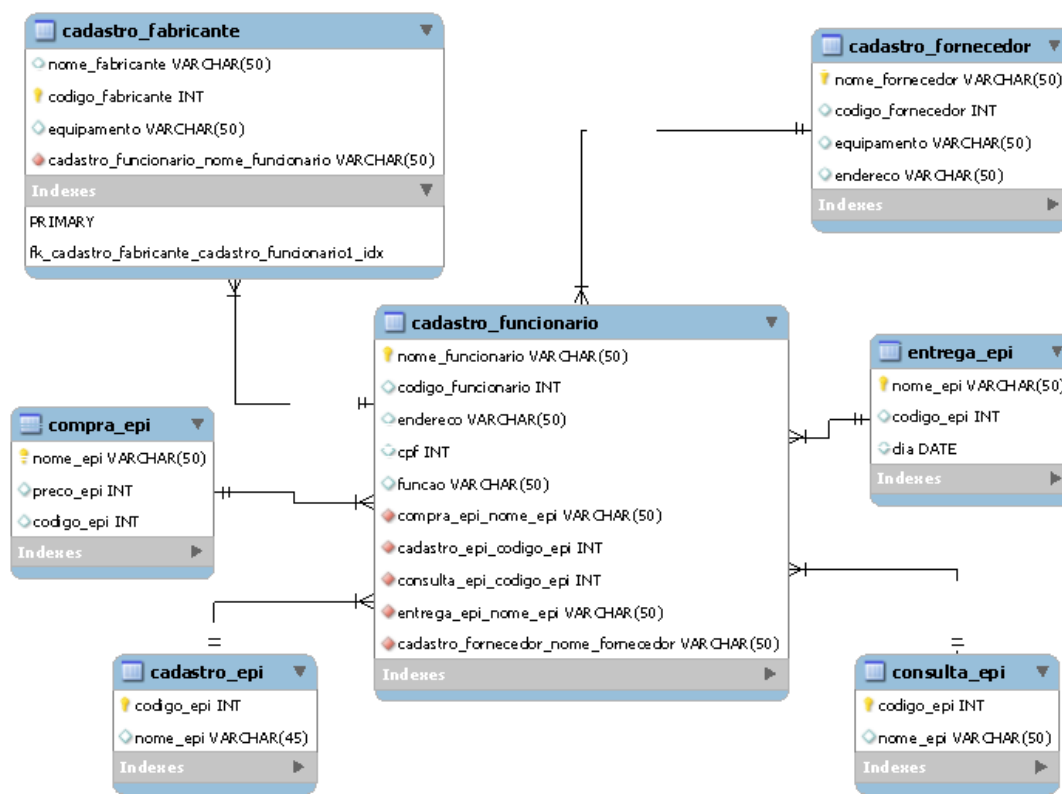 cadastro_fabricante
nome_fabricante VARCHAR(50)
codigo_fabricante INT
equipamento VARCHAR(50)
cadastro_funcionario_nome_funcionario VARCHAR(50)
Indexes
PRIMARY
fk_cadastro_fabricante_cadastro_funcionario1_idx
cadastro_fornecedor
nome_fornecedor VARCHAR(50)
codigo_fornecedor INT
equipamento VARCHAR(50)
endereco VARCHAR(50)
Indexes
cadastro_funcionario
nome_funcionario VARCHAR(50)
codigo_funcionario INT
endereco VARCHAR(50)
cpf INT
funcao VARCHAR(50)
compra_epi_nome_epi VARCHAR(50)
cadastro_epi_codigo_epi INT
consulta_epi_codigo_epi INT
entrega_epi_nome_epi VARCHAR(50)
cadastro_fornecedor_nome_fornecedor VARCHAR(50)
Indexes
entrega_epi
nome_epi VARCHAR(50)
codigo_epi INT
dia DATE
Indexes
compra_epi
nome_epi VARCHAR(50)
preco_epi INT
codigo_epi INT
Indexes
cadastro_epi
codigo_epi INT
nome_epi VARCHAR(45)
Indexes
consulta_epi
codigo_epi INT
nome_epi VARCHAR(50)
Indexes